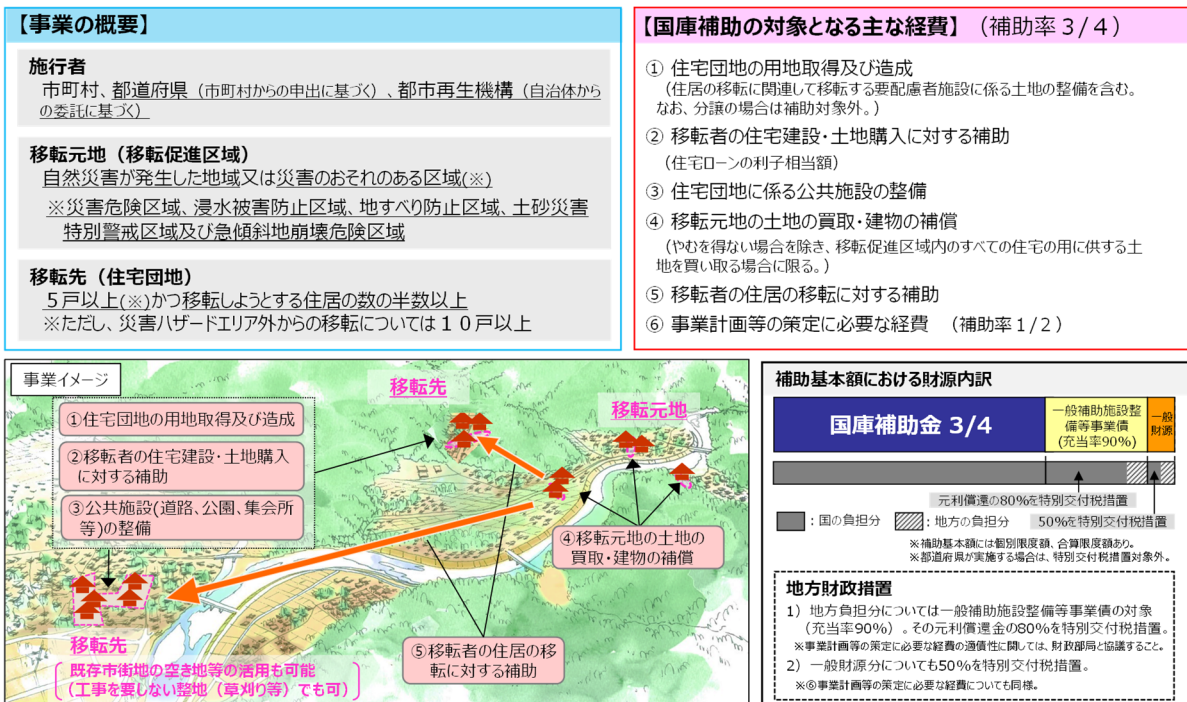 【事業の概要】
施行者
市町村、都道府県（市町村からの申出に基づく）、都市再生機構（自治体から
の委託に基づく）
移転元地（移転促進区域）
自然災害が発生した地域又は災害のおそれのある区域(※)
※災害危険区域、浸水被害防止区域、地すべり防止区域、土砂災害
特別警戒区域及び急傾斜地崩壊危険区域
移転先（住宅団地）
５戸以上(※)かつ移転しようとする住居の数の半数以上
※ただし、災害ハザードエリア外からの移転については１０戸以上
【国庫補助の対象となる主な経費】（補助率３/４）
① 住宅団地の用地取得及び造成
（住居の移転に関連して移転する要配慮者施設に係る土地の整備を含む。
なお、分譲の場合は補助対象外。）
② 移転者の住宅建設・土地購入に対する補助
（住宅ローンの利子相当額）
③ 住宅団地に係る公共施設の整備
④ 移転元地の土地の買取・建物の補償
（やむを得ない場合を除き、移転促進区域内のすべての住宅の用に供する土
地を買い取る場合に限る。）
⑤ 移転者の住居の移転に対する補助
⑥ 事業計画等の策定に必要な経費　（補助率１/２）
事業イメージ
①住宅団地の用地取得及び造成
②移転者の住宅建設・土地購入
に対する補助
③公共施設(道路、公園、集会所
等)の整備
移転先
移転元地
④移転元地の土地の
買取・建物の補償
⑤移転者の住居の移
転に対する補助
移転先
既存市街地の空き地等の活用も可能
（工事を要しない整地（草刈り等）でも可）
補助基本額における財源内訳
国庫補助金 3/4
一般補助施設整
備等事業債
(充当率90%)
一般
財源
元利償還の80%を特別交付税措置
：国の負担分
：地方の負担分
50%を特別交付税措置
※補助基本額には個別限度額、合算限度額あり。
※都道府県が実施する場合は、特別交付税措置対象外。
地方財政措置
1）地方負担分については一般補助施設整備等事業債の対象
（充当率90%）。その元利償還金の80%を特別交付税措置。
※事業計画等の策定に必要な経費の適債性に関しては、財政部局と協議すること。
2）一般財源分についても50%を特別交付税措置。
※⑥事業計画等の策定に必要な経費についても同様。